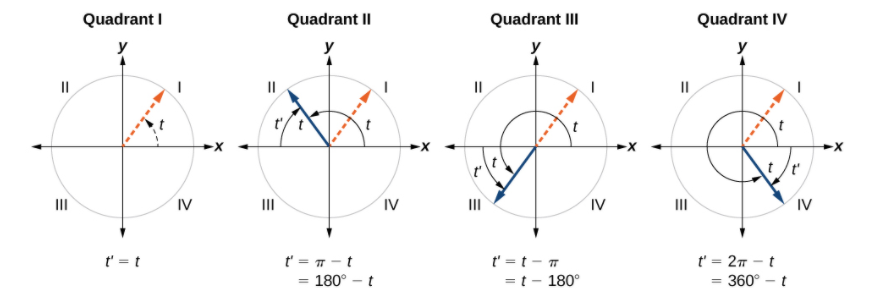 Quadrant I
y
II
I
t
x
III
IV
t' = t
Quadrant II
y
II
I
t'
t
t
x
III
IV
t' = π − t
= 180° − t
Quadrant III
y
II
I
t
t'
t
x
III
IV
t' = t − π
= t − 180°
Quadrant IV
y
II
I
t
t
t'
x
III
IV
t' = 2π − t
= 360° − t